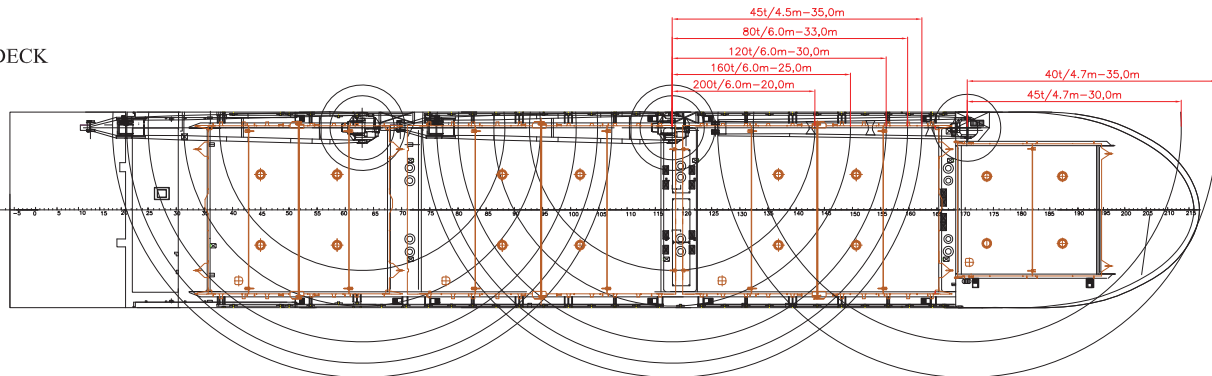 45t/4.5m-35,0m
80t/6.0m-33,0m
DECK
120t/6.0m-30,0m
160t/6.0m-25,0m
40t/4.7m-35,0m
200t/6.0m-20,0m
45t/4.7m-30,0m
-5 0 5 10 15 20 25 30 35 40 45 50 55 60 65 70 75 80 85 90 95 100 105 110 115 120 125 130 135 140 145 150 155 160 165 170 175 180 185 190 195 200 205 210 215